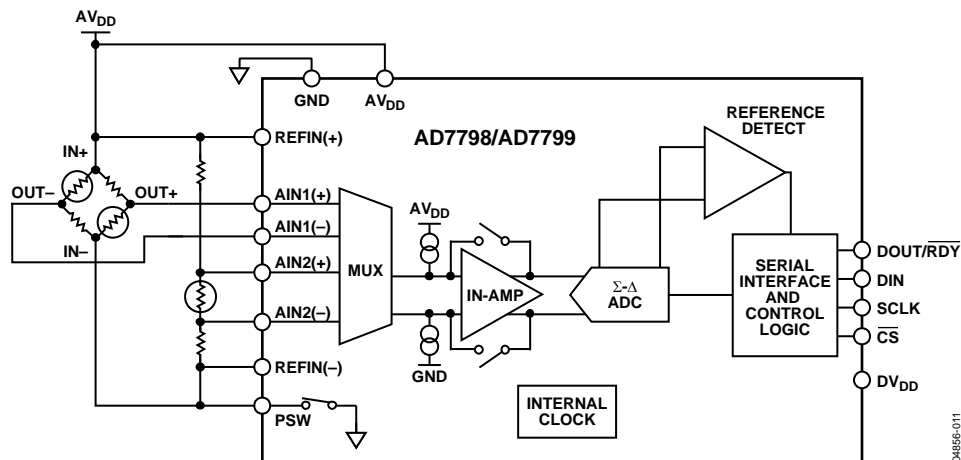 AVDD
GND
AVDD
REFIN(+)
AD7798/AD7799
REFERENCE
DETECT
IN+
OUT–
OUT+
IN–
AIN1(+)
AIN1(–)
AIN2(+)
AIN2(–)
REFIN(–)
PSW
MUX
AVDD
GND
IN-AMP
Σ-Δ
ADC
SERIAL
INTERFACE
AND
CONTROL
LOGIC
DOUT/RDY
DIN
SCLK
CS
DVDD
INTERNAL
CLOCK
04856-011